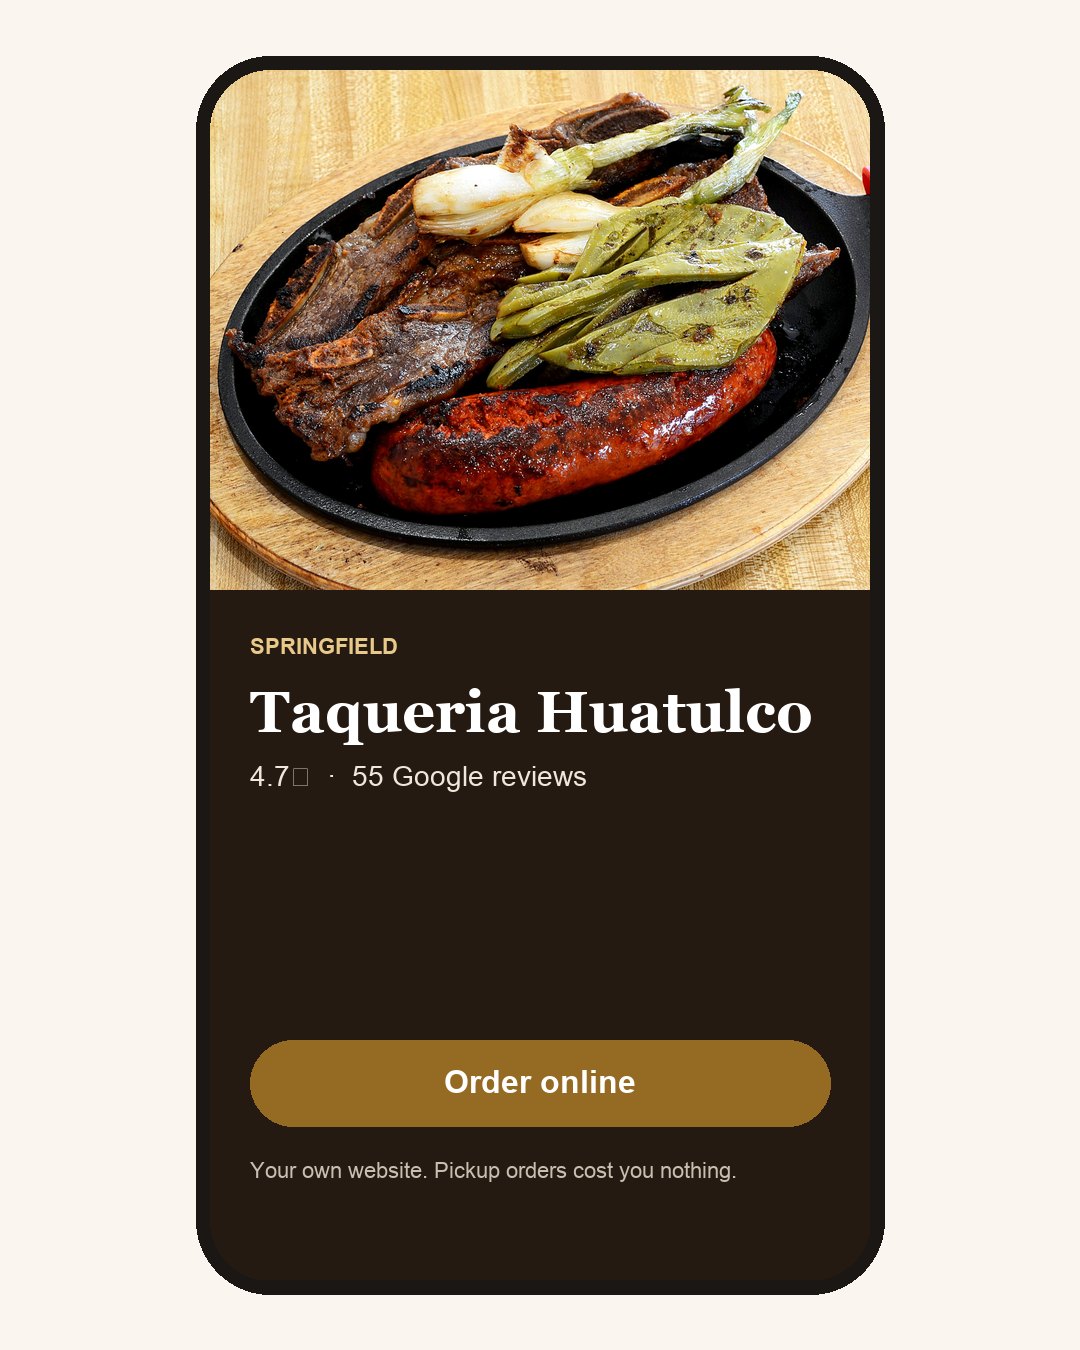 SPRINGFIELD
Taqueria Huatulco
4.7□ · 55 Google reviews
Order online
Your own website. Pickup orders cost you nothing.